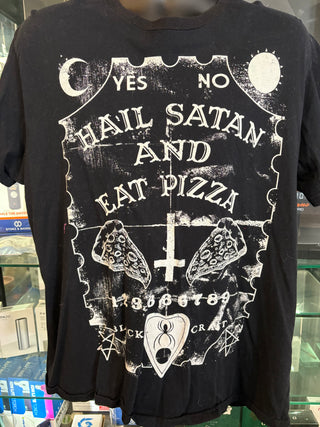 YES NO
HAIL SATAN
AND
EAT PIZZA
BLACK CRAFT